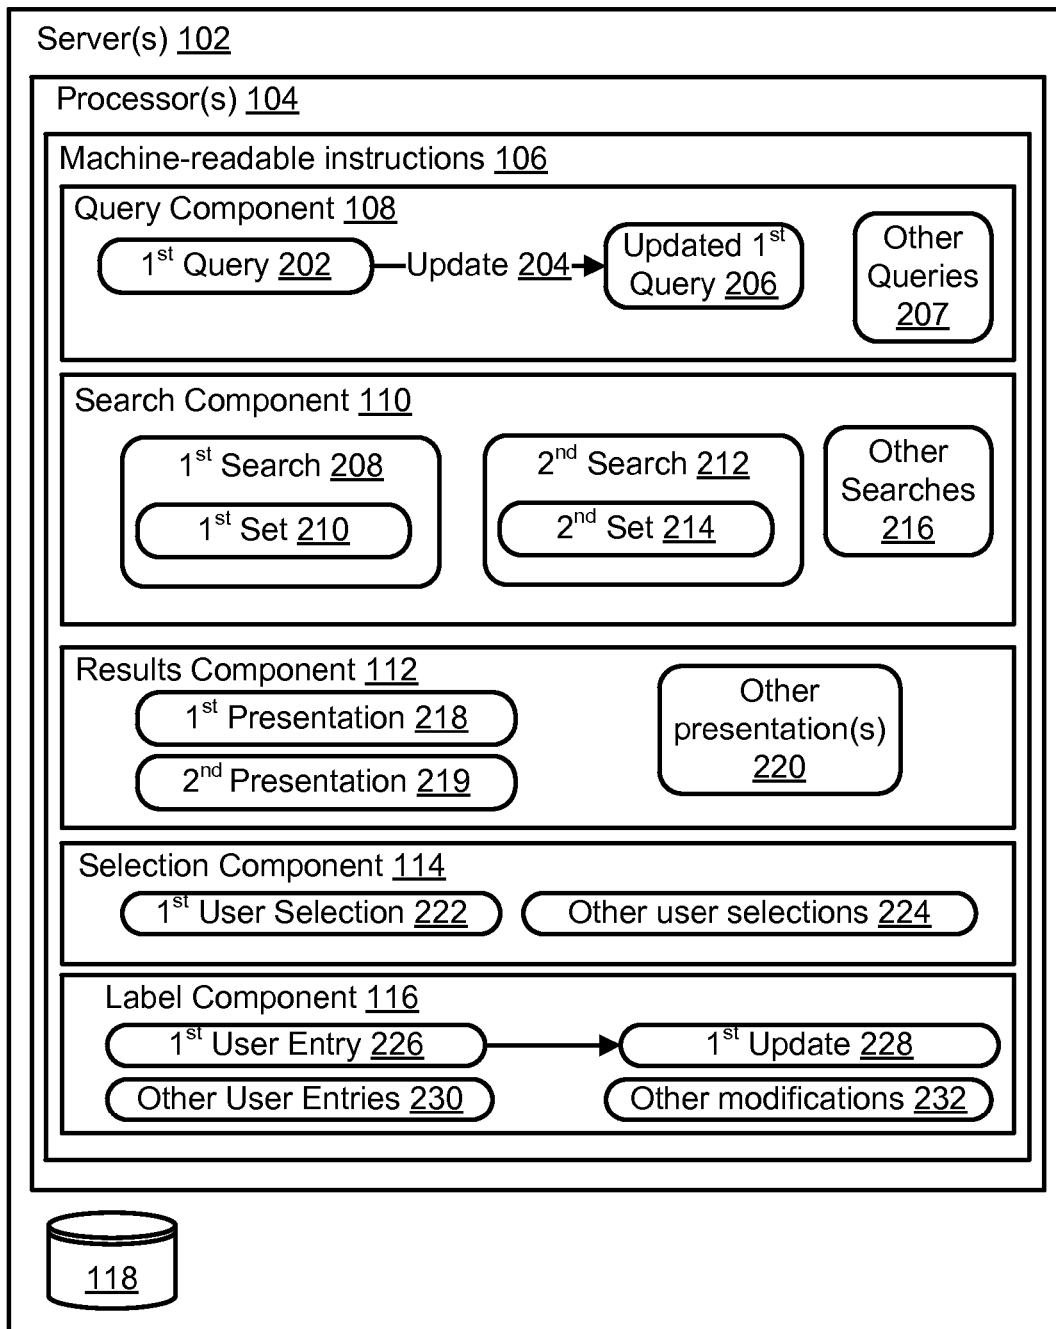 Server(s) 102
Processor(s) 104
Machine-readable instructions 106
Query Component 108
1st Query 202
Update 204
Updated 1st
Query 206
Other
Queries
207
Search Component 110
1st Search 208
1st Set 210
2nd Search 212
2nd Set 214
Other
Searches
216
Results Component 112
1st Presentation 218
2nd Presentation 219
Other
presentation(s)
220
Selection Component 114
1st User Selection 222
Other user selections 224
Label Component 116
1st User Entry 226
1st Update 228
Other User Entries 230
Other modifications 232
118